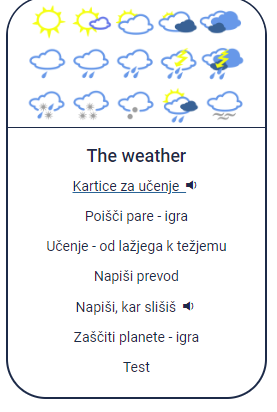 The weather
Kartice za učenje
Poišči pare - igra
Učenje - od lažjega k težjemu
Napiši prevod
Napiši, kar slišiš
Zaščiti planete - igra
Test